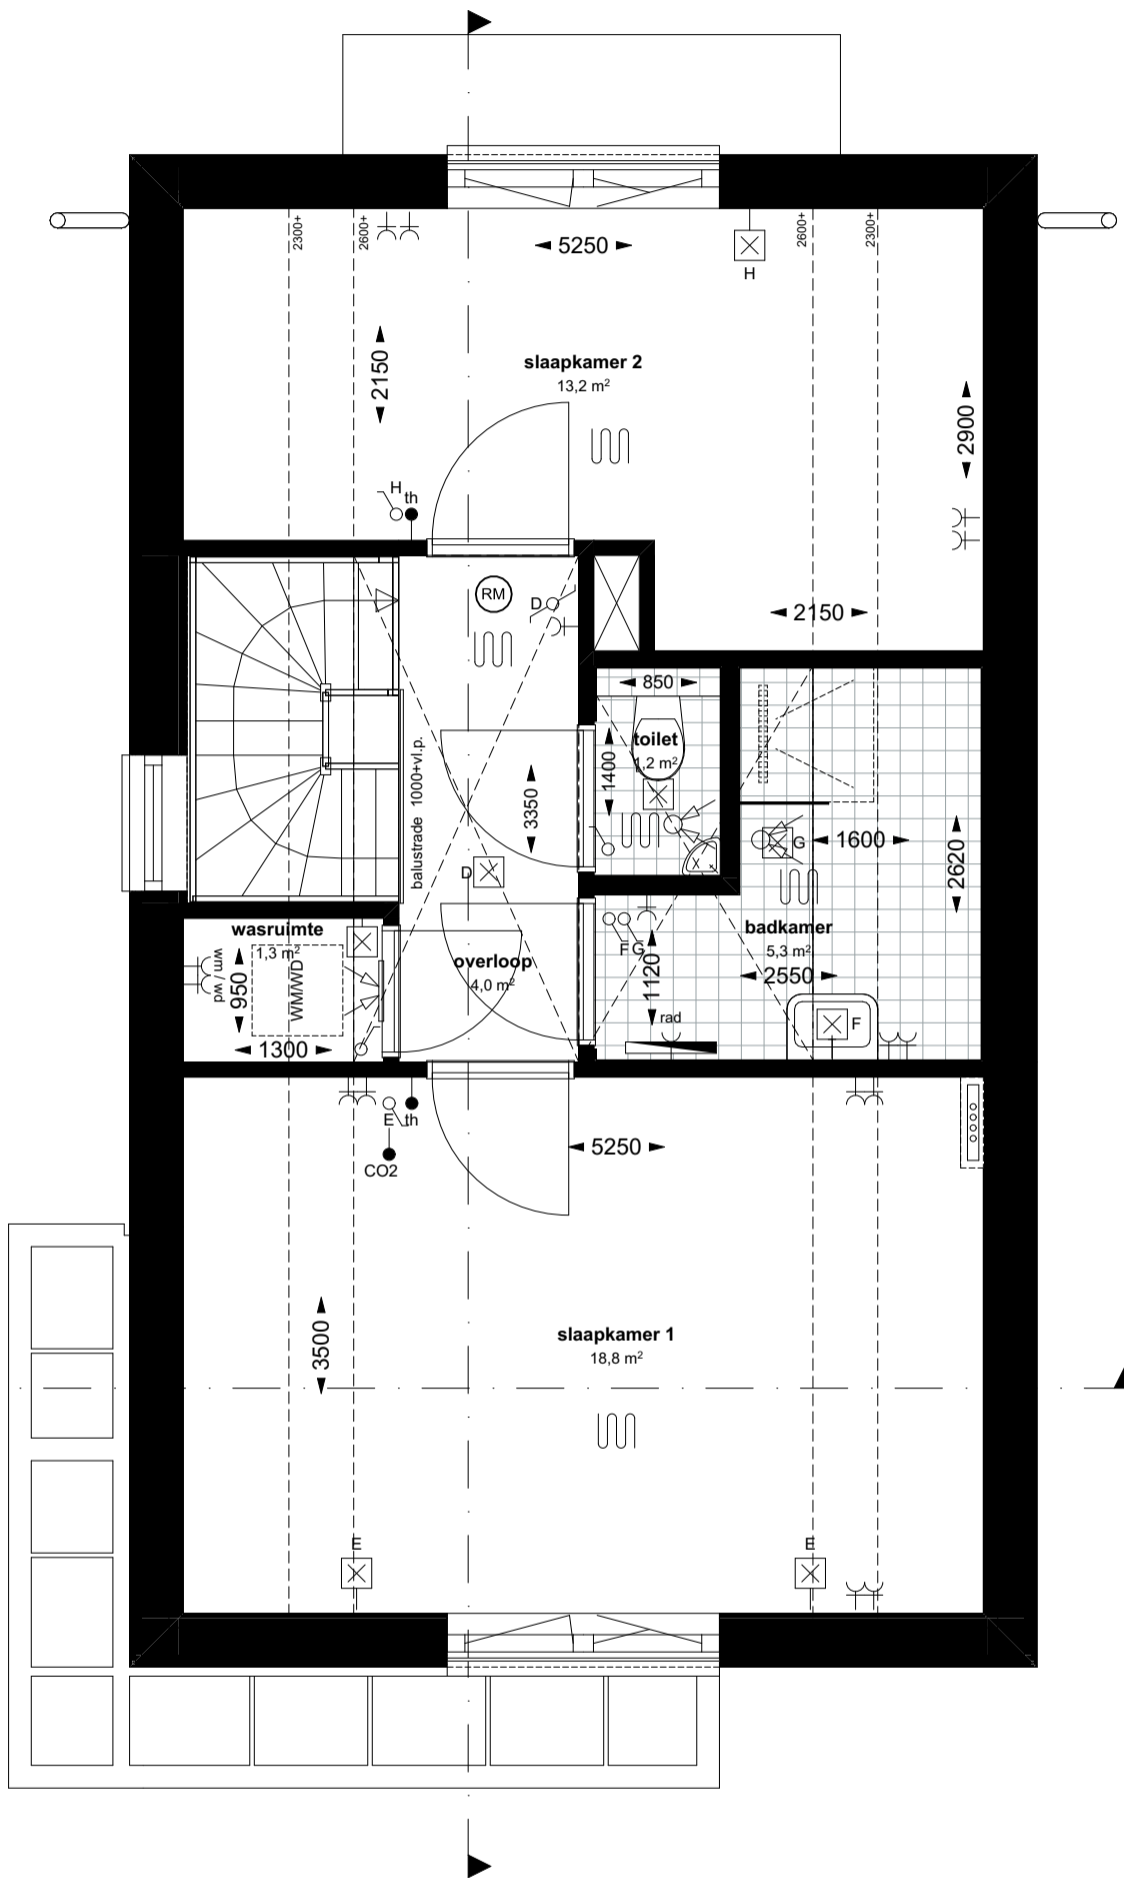 2300+
2600+
5250
H
2600+
2300+
2150
slaapkamer 2
13,2 m²
2900
H
th
RM
D
2150
850
toilet
1,2 m²
1400
balustrade 1000+vl.p.
3350
D
G
1600
2620
wasruimte
1,3 m²
wm / wd
950
WM/WD
1300
overloop
4,0 m²
F G
1120
rad
badkamer
5,3 m²
2550
F
E
th
CO2
5250
slaapkamer 1
18,8 m²
3500
E
E